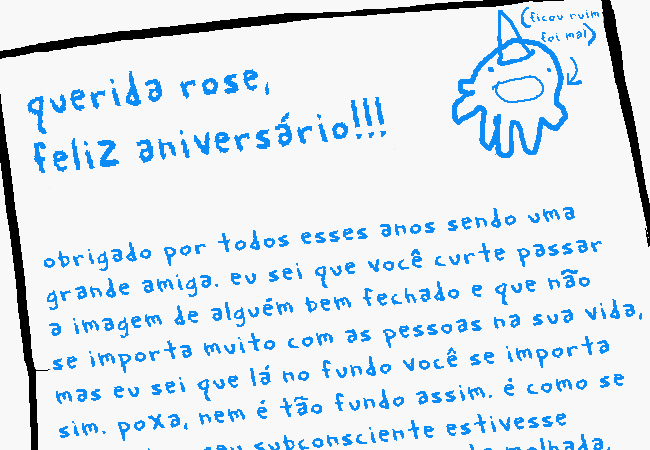 (ficou ruim
foi mal)
querida rose,
feliz aniversário!!!
obrigado por todos esses anos sendo uma
grande amiga. eu sei que você curte passar
a imagem de alguém bem fechado e que não
se importa muito com as pessoas na sua vida,
mas eu sei que lá no fundo você se importa
sim. poxa, nem é tão fundo assim. é como se
subconsciente estivesse
molhada,